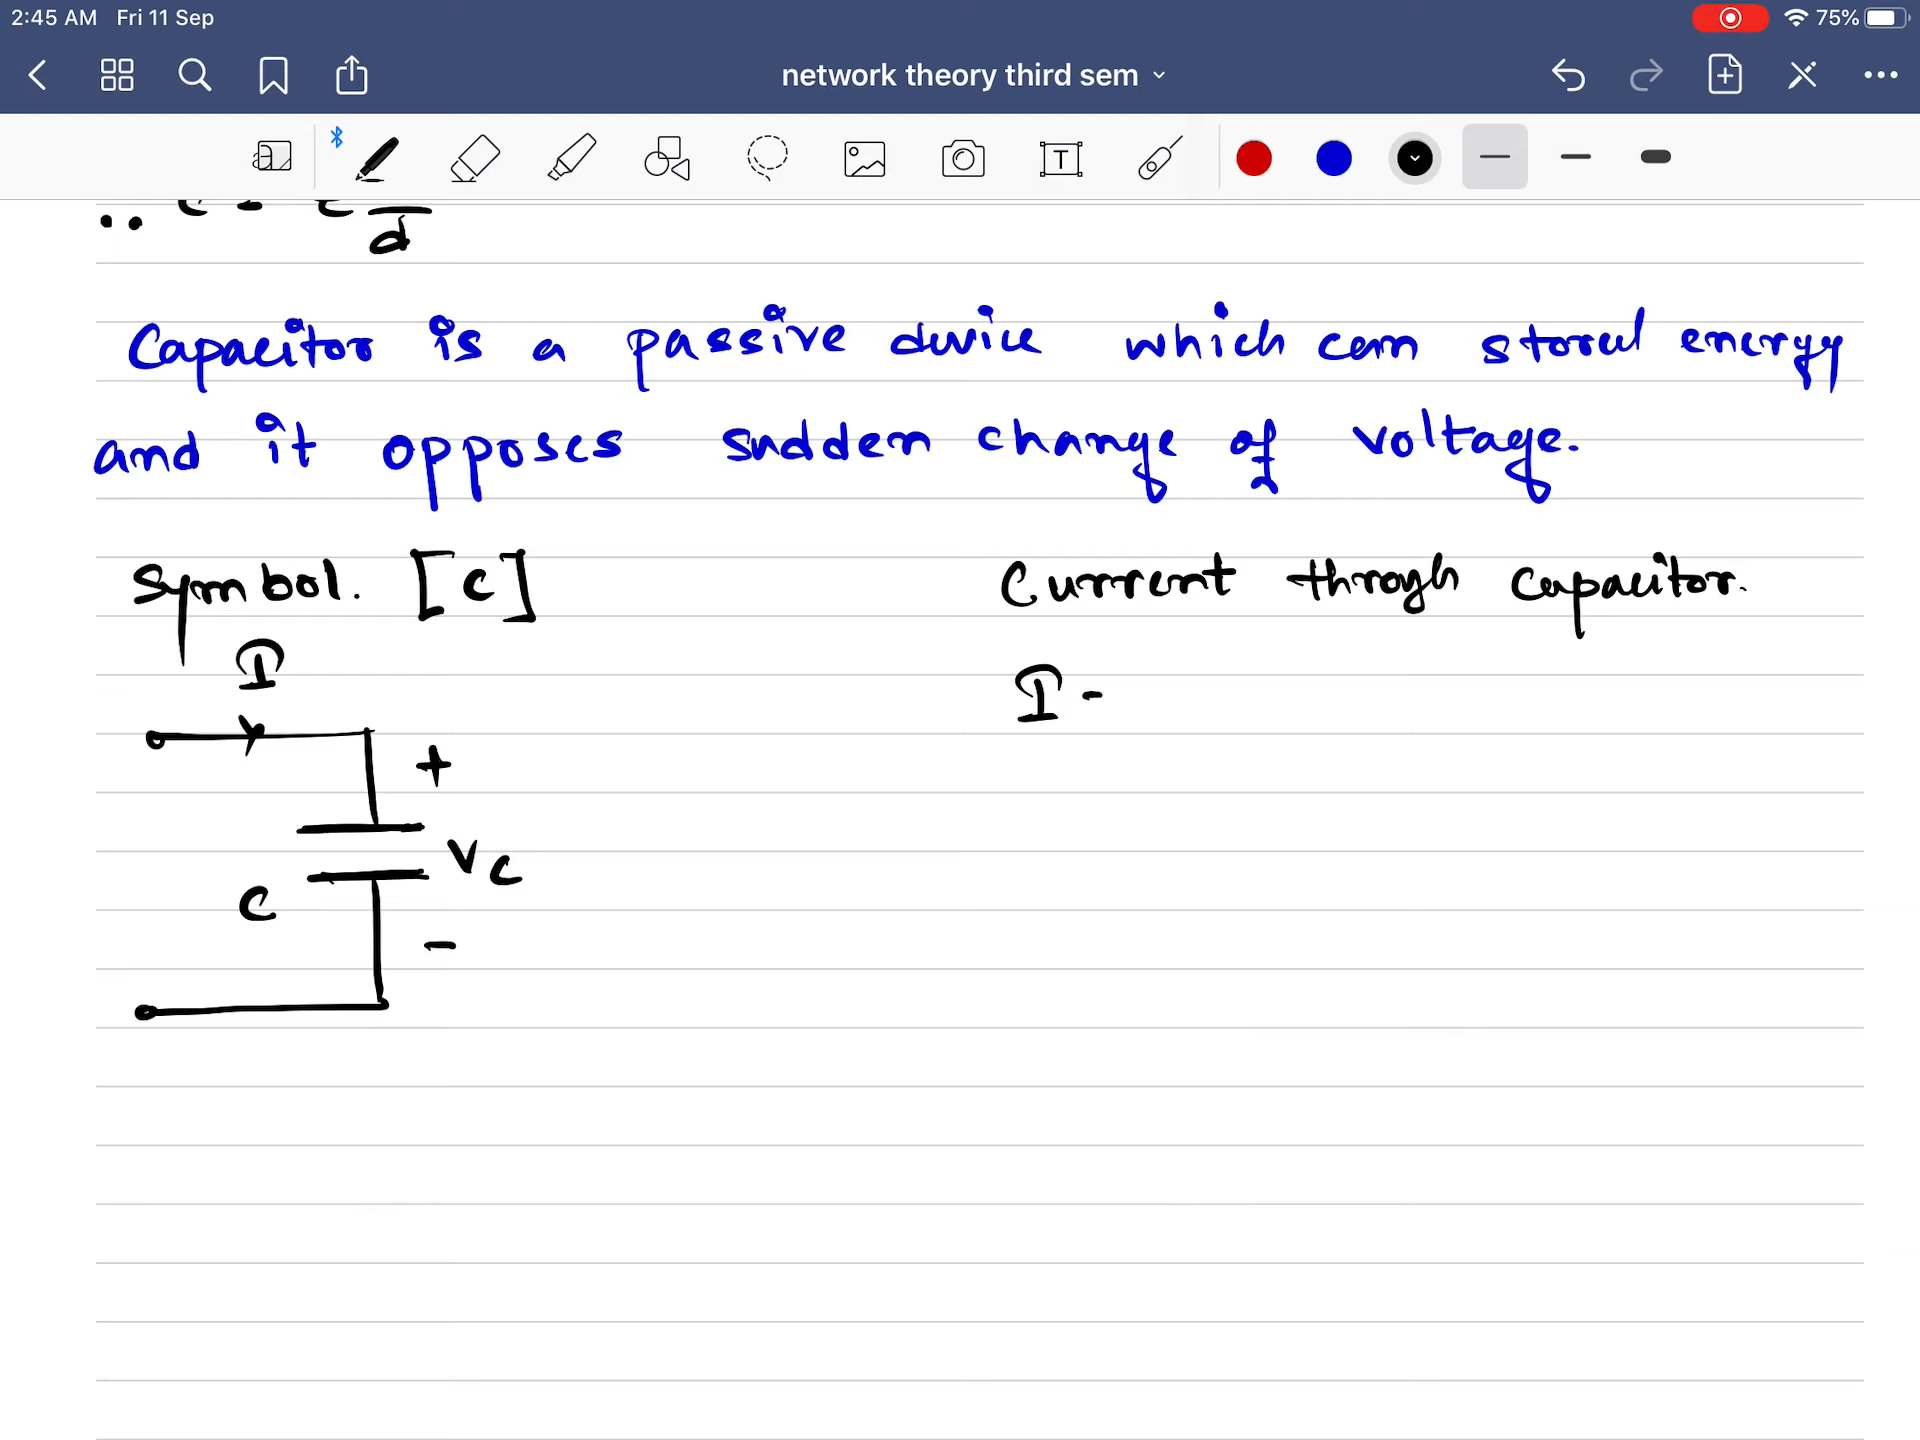 2:45 AM Fri 11 Sep 75%
network theory third sem
T
d
Capacitor is a passive device which can stored energy
and it opposes sudden change of voltage.
Symbol. [c] Current throgh capacitor.
I I -
+
Vc
C
-